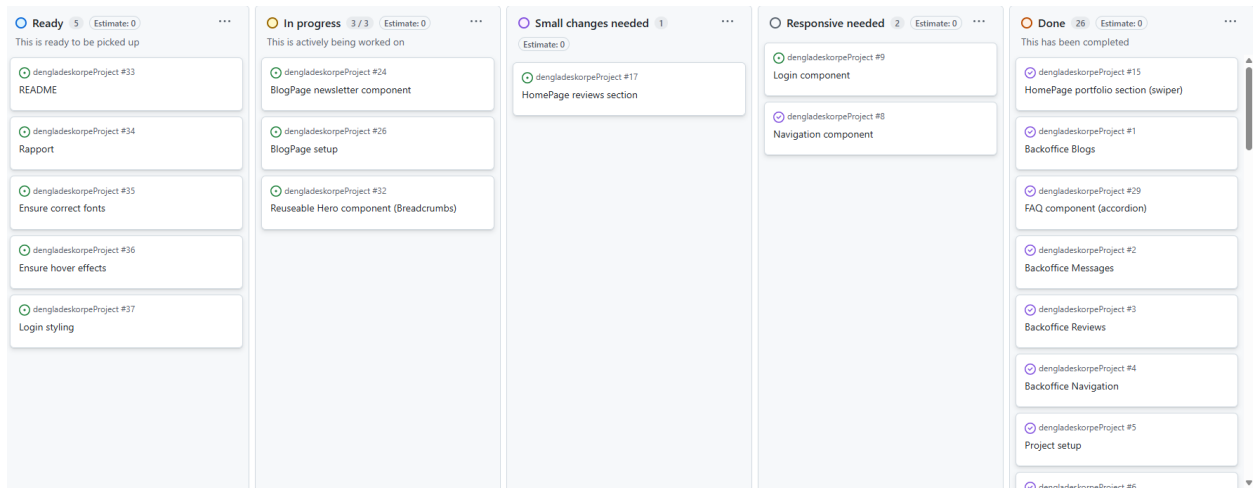 Ready 5 Estimate: 0
This is ready to be picked up
dengladeskorpeProject #33
README
dengladeskorpeProject #34
Rapport
dengladeskorpeProject #35
Ensure correct fonts
dengladeskorpeProject #36
Ensure hover effects
dengladeskorpeProject #37
Login styling
In progress 3 / 3 Estimate: 0
This is actively being worked on
dengladeskorpeProject #24
BlogPage newsletter component
dengladeskorpeProject #26
BlogPage setup
dengladeskorpeProject #32
Reuseable Hero component (Breadcrumbs)
Small changes needed 1
Estimate: 0
dengladeskorpeProject #17
HomePage reviews section
Responsive needed 2 Estimate: 0
dengladeskorpeProject #9
Login component
dengladeskorpeProject #8
Navigation component
Done 26 Estimate: 0
This has been completed
dengladeskorpeProject #15
HomePage portfolio section (swiper)
dengladeskorpeProject #1
Backoffice Blogs
dengladeskorpeProject #29
FAQ component (accordion)
dengladeskorpeProject #2
Backoffice Messages
dengladeskorpeProject #3
Backoffice Reviews
dengladeskorpeProject #4
Backoffice Navigation
dengladeskorpeProject #5
Project setup
dengladeskorpeProject #6